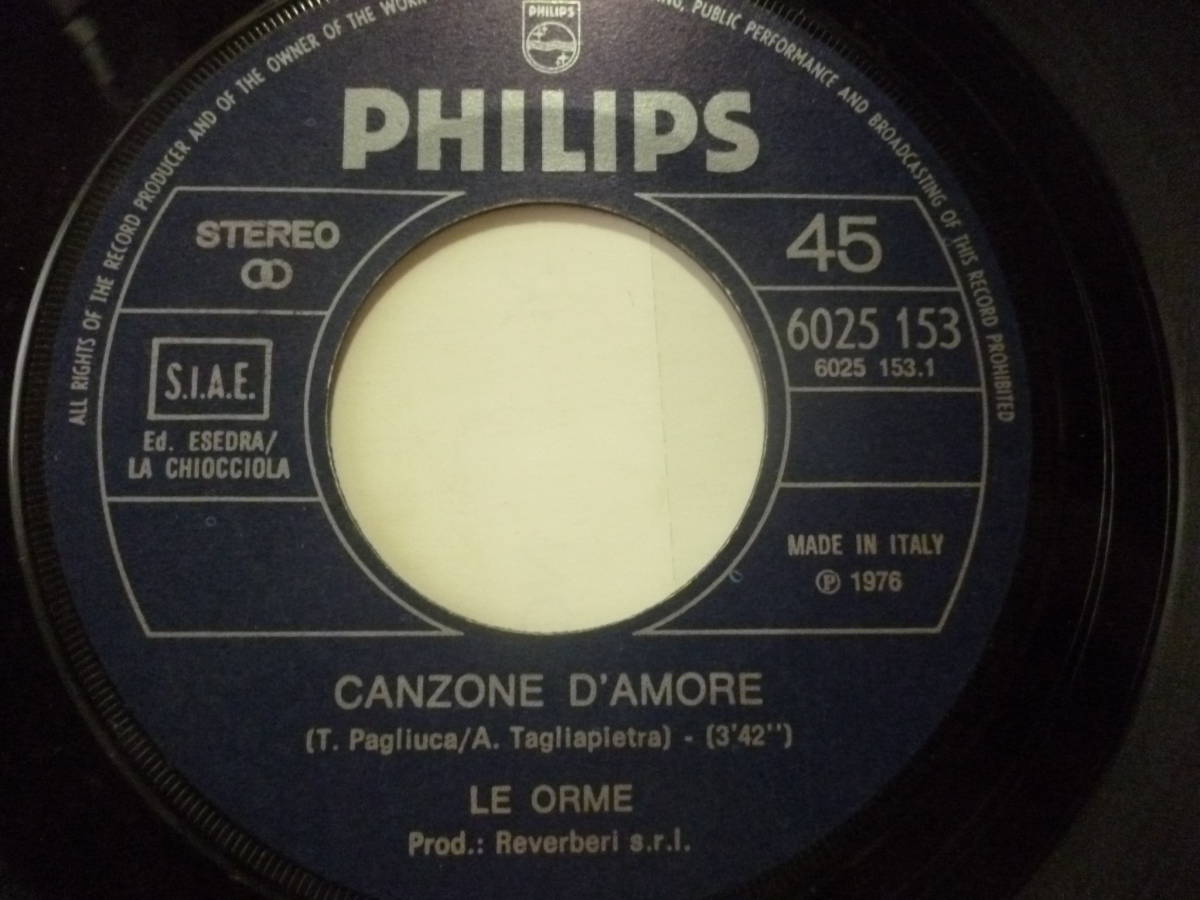 PHILIPS
PHILIPS
ALL RIGHTS OF THE RECORD PRODUCER AND OF THE OWNER OF THE WORK
PUBLIC PERFORMANCE AND BROADCASTING OF THIS RECORD PROHIBITED
STEREO
45
6025 153
6025 153.1
S.I.A.E.
Ed. ESEDRA/
LA CHIOCCIOLA
MADE IN ITALY
Ⓟ 1976
CANZONE D'AMORE
(T. Pagliuca/A. Tagliapietra) - (3'42'')
LE ORME
Prod.: Reverberi s.r.l.